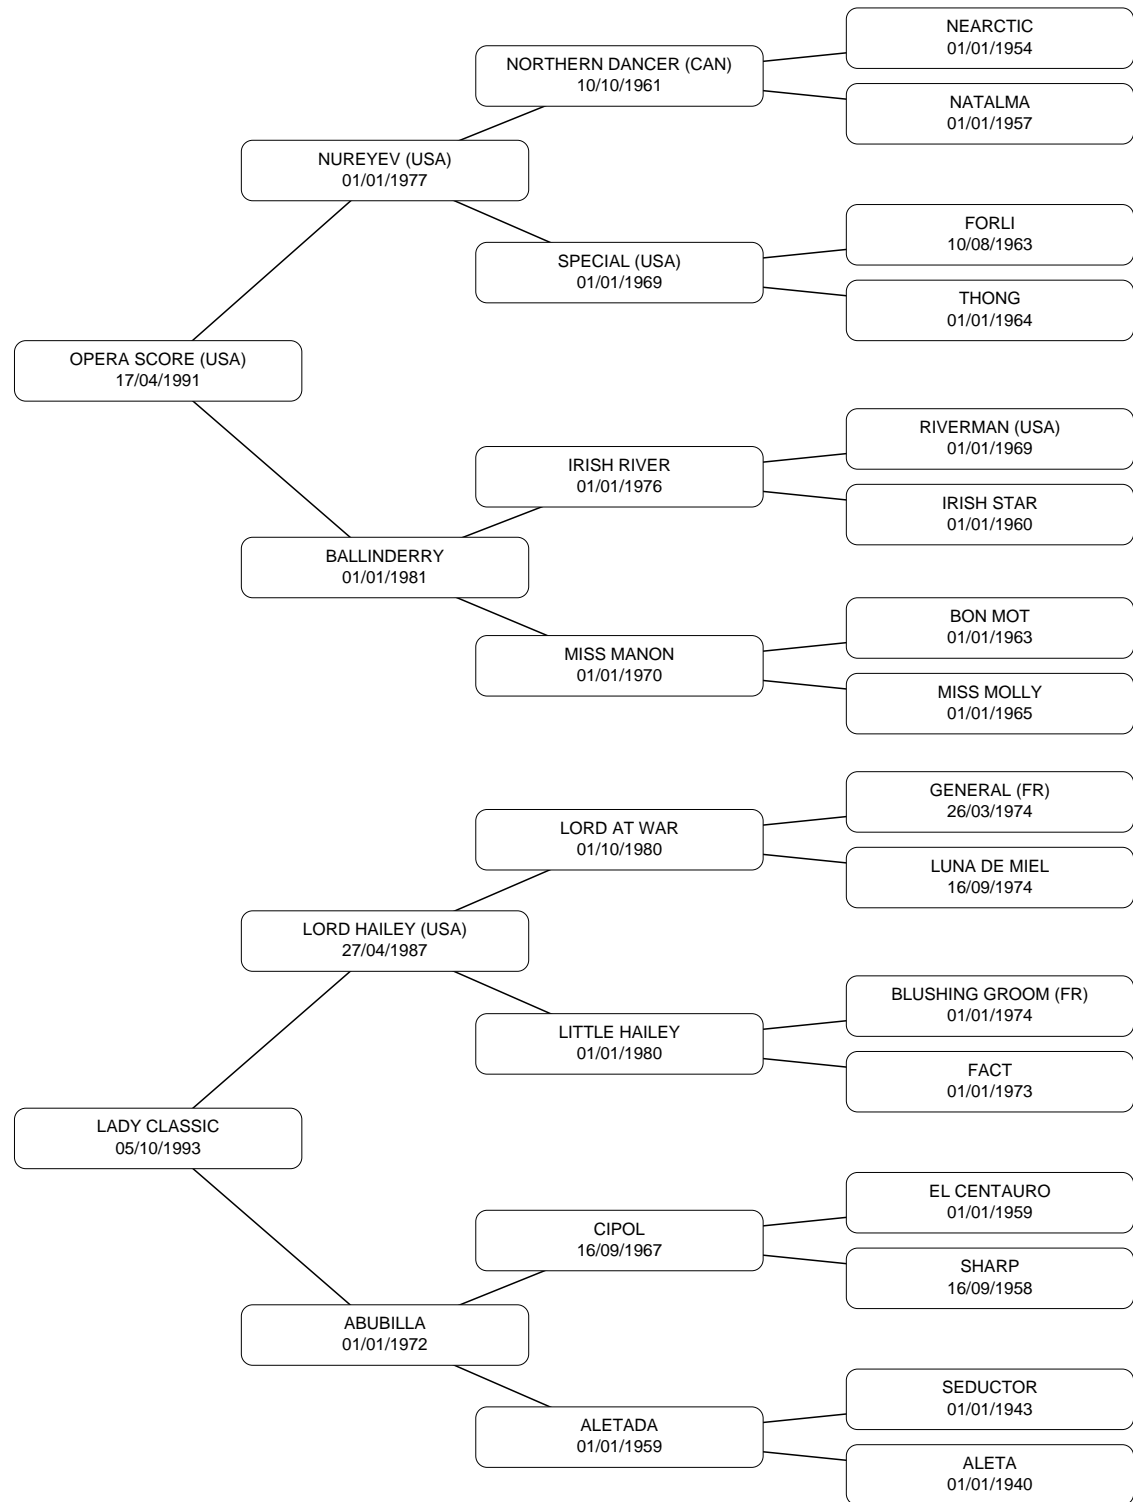 NEARCTIC
01/01/1954
NORTHERN DANCER (CAN)
10/10/1961
NATALMA
01/01/1957
NUREYEV (USA)
01/01/1977
FORLI
10/08/1963
SPECIAL (USA)
01/01/1969
THONG
01/01/1964
OPERA SCORE (USA)
17/04/1991
RIVERMAN (USA)
01/01/1969
IRISH RIVER
01/01/1976
IRISH STAR
01/01/1960
BALLINDERRY
01/01/1981
BON MOT
01/01/1963
MISS MANON
01/01/1970
MISS MOLLY
01/01/1965
GENERAL (FR)
26/03/1974
LORD AT WAR
01/10/1980
LUNA DE MIEL
16/09/1974
LORD HAILEY (USA)
27/04/1987
BLUSHING GROOM (FR)
01/01/1974
LITTLE HAILEY
01/01/1980
FACT
01/01/1973
LADY CLASSIC
05/10/1993
EL CENTAURO
01/01/1959
CIPOL
16/09/1967
SHARP
16/09/1958
ABUBILLA
01/01/1972
SEDUCTOR
01/01/1943
ALETADA
01/01/1959
ALETA
01/01/1940